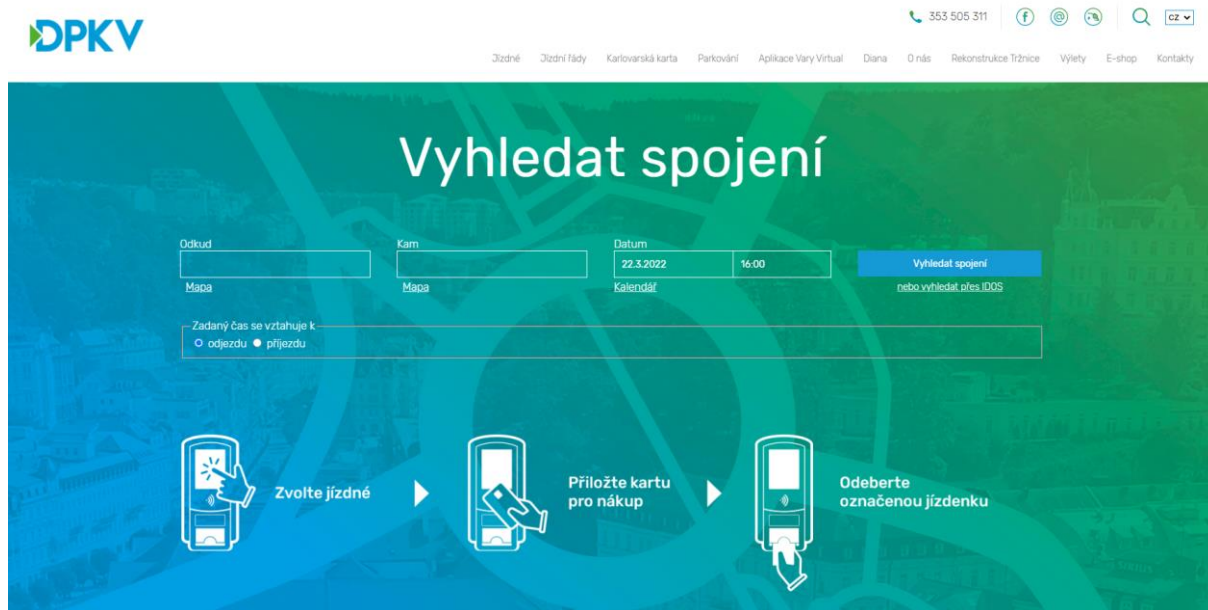 DPKV
353 505 311
CZ
Jízdné Jízdní řády Karlovarská karta Parkování Aplikace Vary Virtual Diana O nás Rekonstrukce Tržnice Výlety E-shop Kontakty
Vyhledat spojení
Odkud Kam Datum
22.3.2022 16:00 Vyhledat spojení
Mapa Mapa Kalendář nebo vyhledat přes IDOS
Zadaný čas se vztahuje k
odjezdu příjezdu
Zvolte jízdné
Přiložte kartu
pro nákup
Odeberte
označenou jízdenku